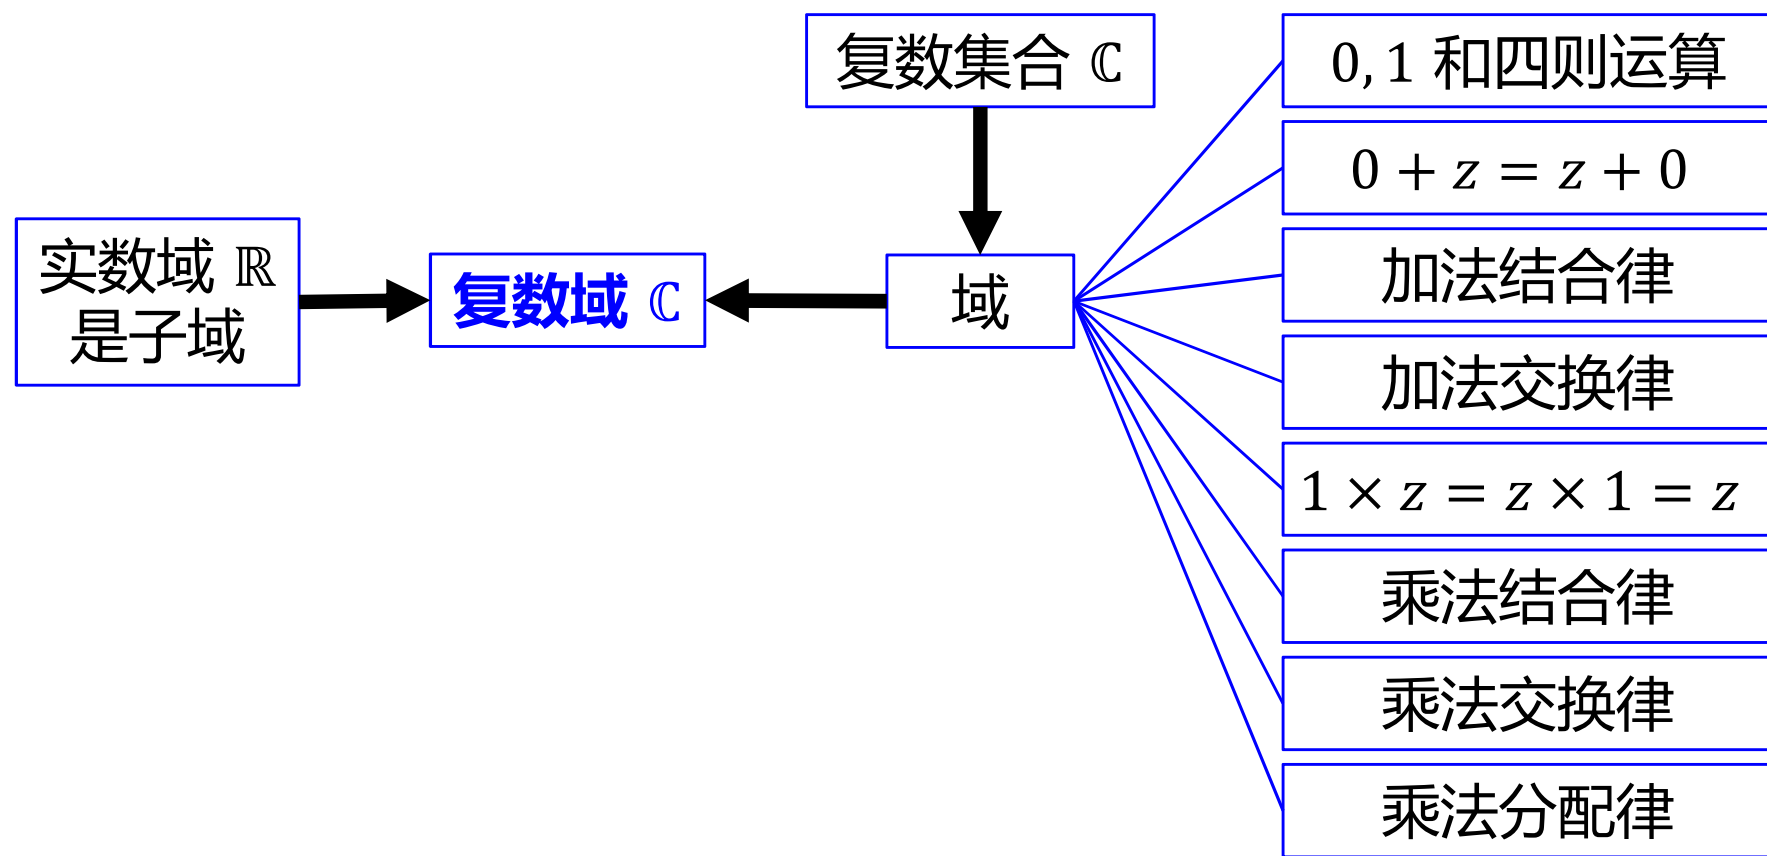 复数集合 ℂ
实数域 ℝ
是子域
复数域 ℂ
域
0, 1 和四则运算
0 + z = z + 0
加法结合律
加法交换律
1 × z = z × 1 = z
乘法结合律
乘法交换律
乘法分配律